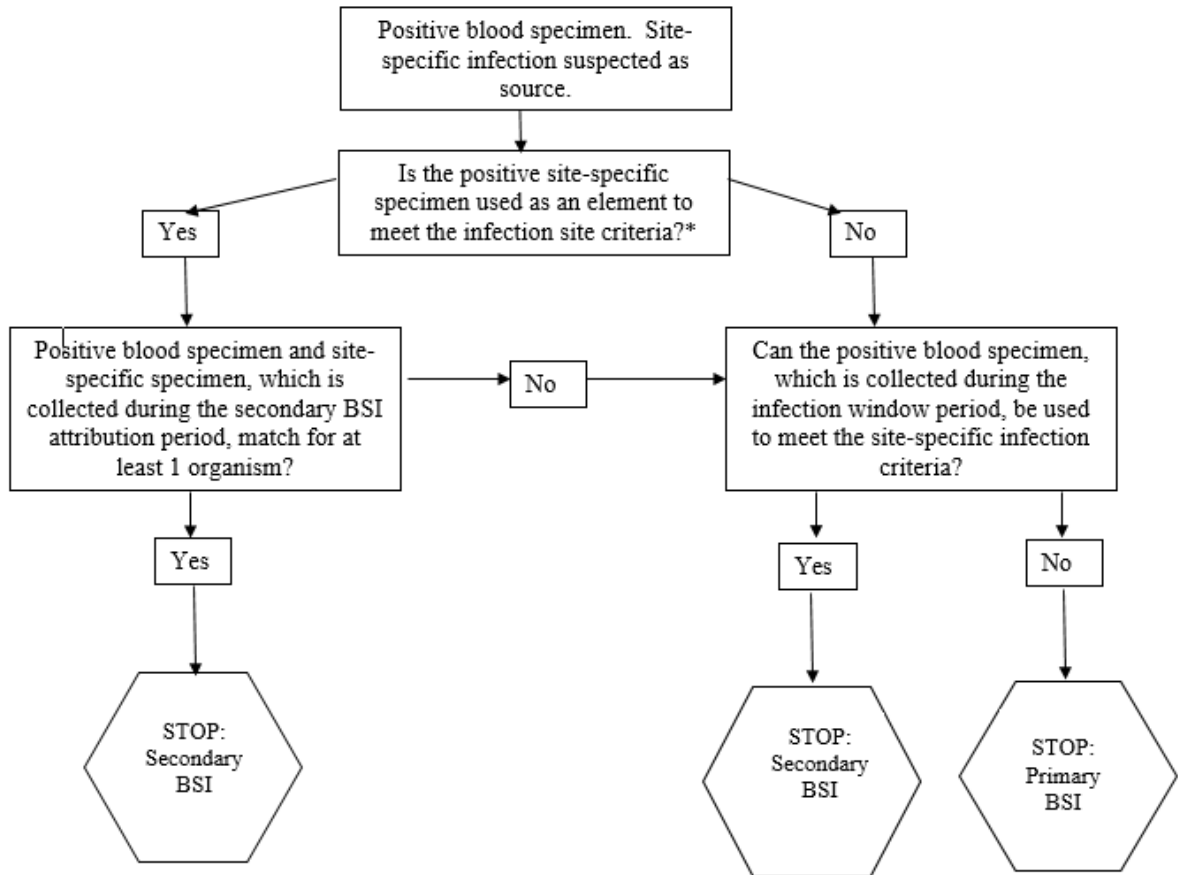 Positive blood specimen.  Site-
specific infection suspected as
source.
Is the positive site-specific
specimen used as an element to
meet the infection site criteria?*
Yes
No
Positive blood specimen and site-
specific specimen, which is
collected during the secondary BSI
attribution period, match for at
least 1 organism?
No
Can the positive blood specimen,
which is collected during the
infection window period, be used
to meet the site-specific infection
criteria?
Yes
Yes
No
STOP:
Secondary
BSI
STOP:
Secondary
BSI
STOP:
Primary
BSI